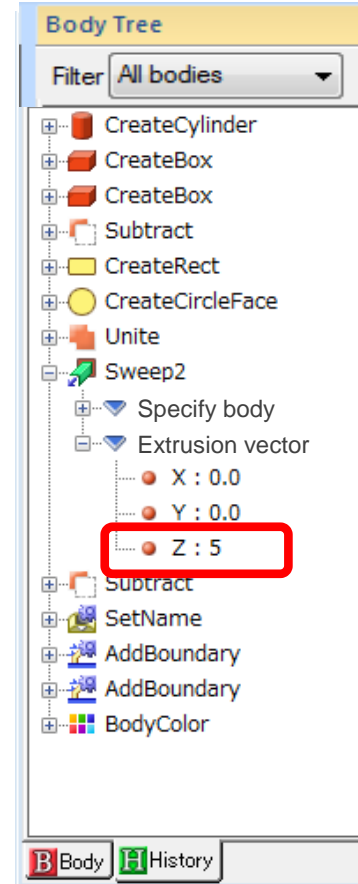 Body Tree
Filter All bodies
CreateCylinder
CreateBox
CreateBox
Subtract
CreateRect
CreateCircleFace
Unite
Sweep2
Specify body
Extrusion vector
X : 0.0
Y : 0.0
Z : 5
Subtract
SetName
AddBoundary
AddBoundary
BodyColor
B Body H History